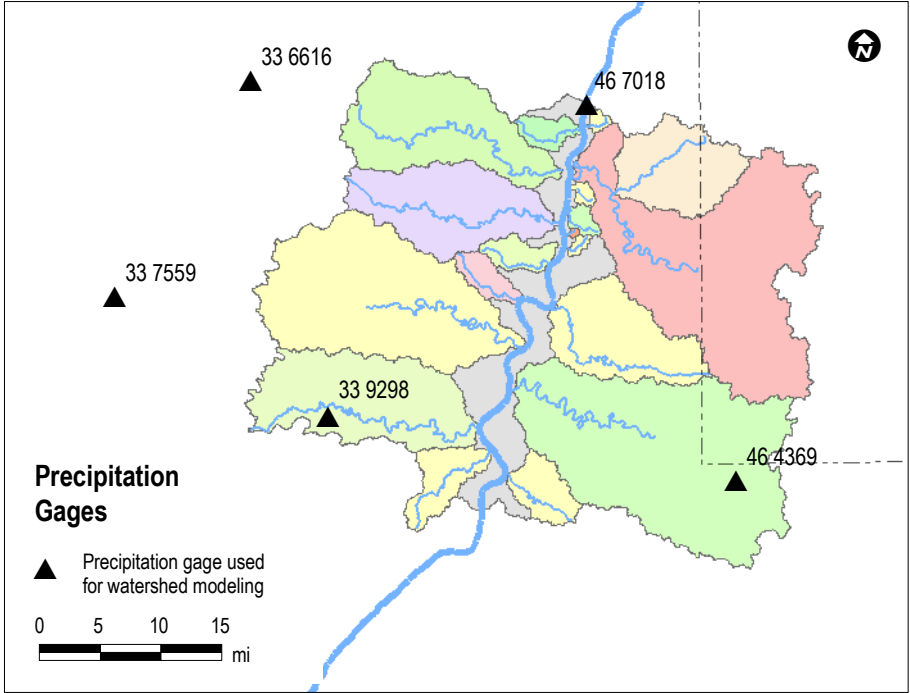 33 6616
46 7018
N
33 7559
33 9298
46 4369
Precipitation
Gages
Precipitation gage used
for watershed modeling
0 5 10 15
mi